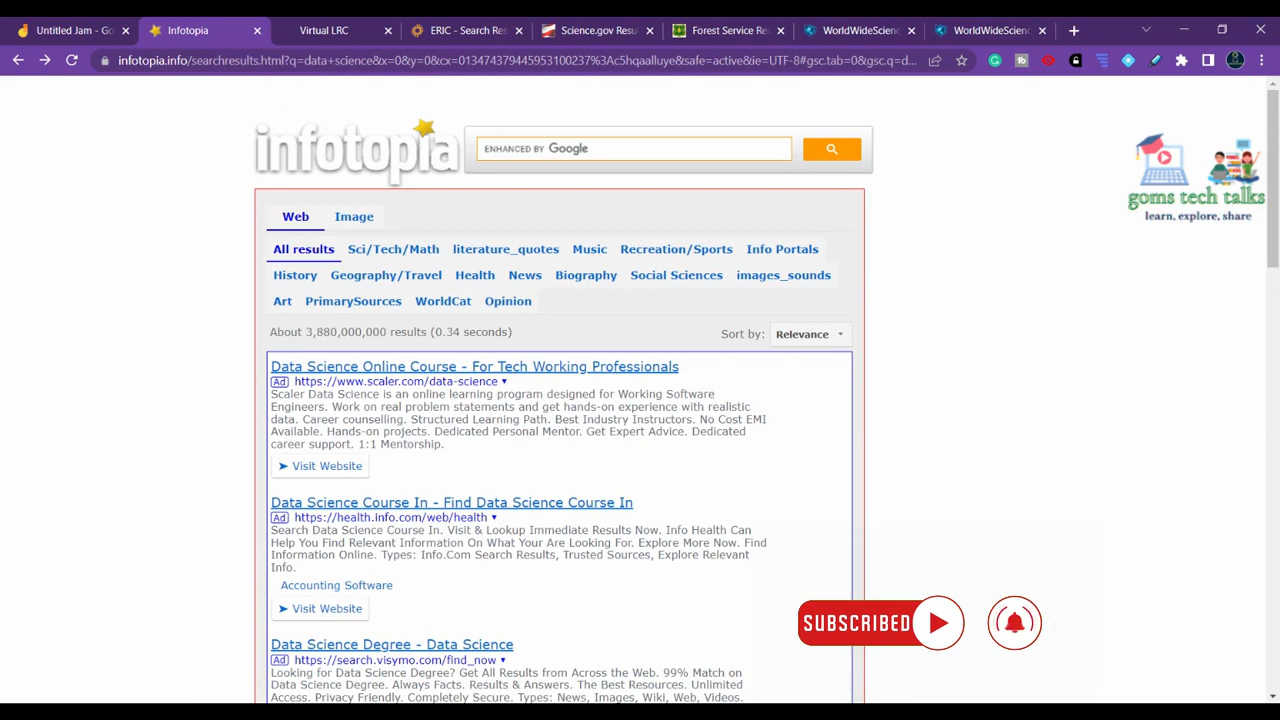 Untitled Jam - Go
Infotopia
Virtual LRC
ERIC - Search Res
Science.gov Resu
Forest Service Re
WorldWideScienc
WorldWideScienc
infotopia.info/searchresults.html?q=data+science&x=0&y=0&cx=013474379445953100237%3Ac5hqaalluye&safe=active&ie=UTF-8#gsc.tab=0&gsc.q=d...
infotopia
ENHANCED BY Google
goms tech talks
learn, explore, share
Web Image
All results Sci/Tech/Math literature_quotes Music Recreation/Sports Info Portals
History Geography/Travel Health News Biography Social Sciences images_sounds
Art PrimarySources WorldCat Opinion
About 3,880,000,000 results (0.34 seconds)
Sort by: Relevance
Data Science Online Course - For Tech Working Professionals
Ad https://www.scaler.com/data-science
Scaler Data Science is an online learning program designed for Working Software
Engineers. Work on real problem statements and get hands-on experience with realistic
data. Career counselling. Structured Learning Path. Best Industry Instructors. No Cost EMI
Available. Hands-on projects. Dedicated Personal Mentor. Get Expert Advice. Dedicated
career support. 1:1 Mentorship.
Visit Website
Data Science Course In - Find Data Science Course In
Ad https://health.info.com/web/health
Search Data Science Course In. Visit & Lookup Immediate Results Now. Info Health Can
Help You Find Relevant Information On What Your Are Looking For. Explore More Now. Find
Information Online. Types: Info.Com Search Results, Trusted Sources, Explore Relevant
Info.
Accounting Software
Visit Website
SUBSCRIBED
Data Science Degree - Data Science
Ad https://search.visymo.com/find_now
Looking for Data Science Degree? Get All Results from Across the Web. 99% Match on
Data Science Degree. Always Facts. Results & Answers. The Best Resources. Unlimited
Access. Privacy Friendly. Completely Secure. Types: News, Images, Wiki, Web, Videos.